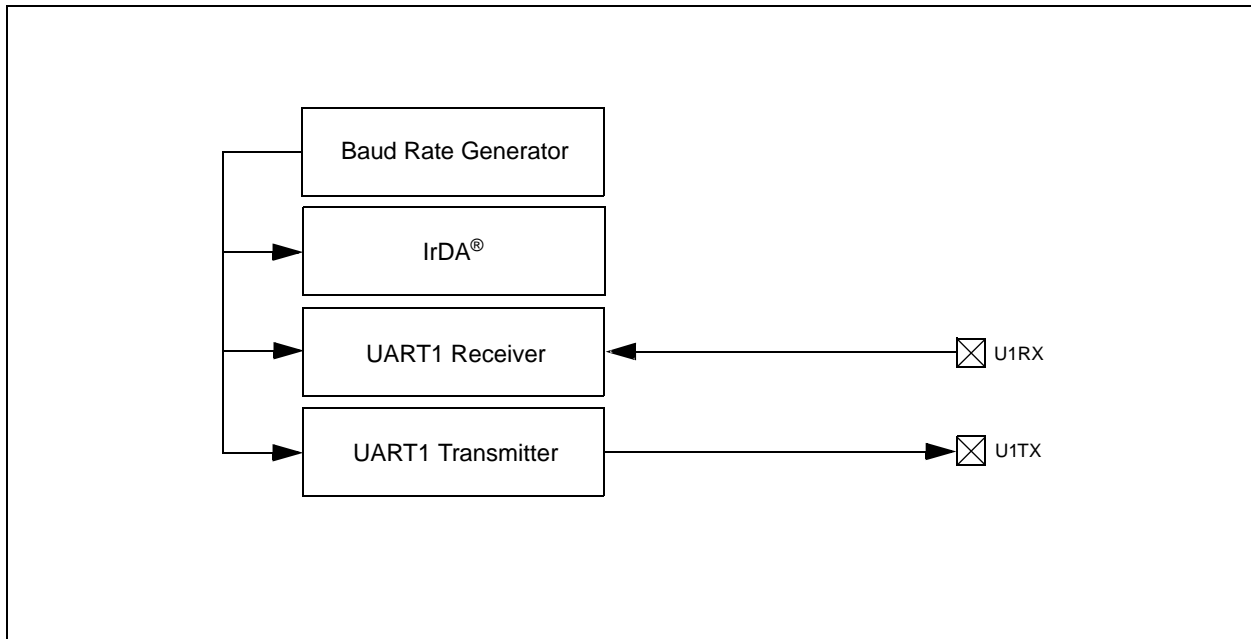 Baud Rate Generator
IrDA®
UART1 Receiver
U1RX
UART1 Transmitter
U1TX